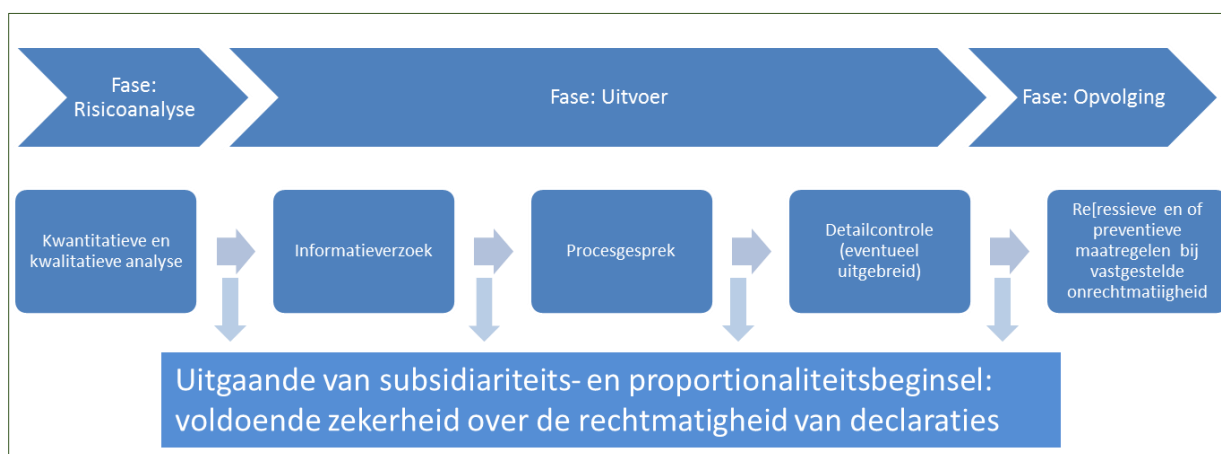 Fase:
Risicoanalyse
Fase: Uitvoer
Fase: Opvolging
Kwantitatieve en
kwalitatieve analyse
Informatieverzoek
Procesgesprek
Detailcontrole
(eventueel
uitgebreid)
Re[ressieve en of
preventieve
maatregelen bij
vastgestelde
onrechtmatiigheid
Uitgaande van subsidiariteits- en proportionaliteitsbeginsel:
voldoende zekerheid over de rechtmatigheid van declaraties